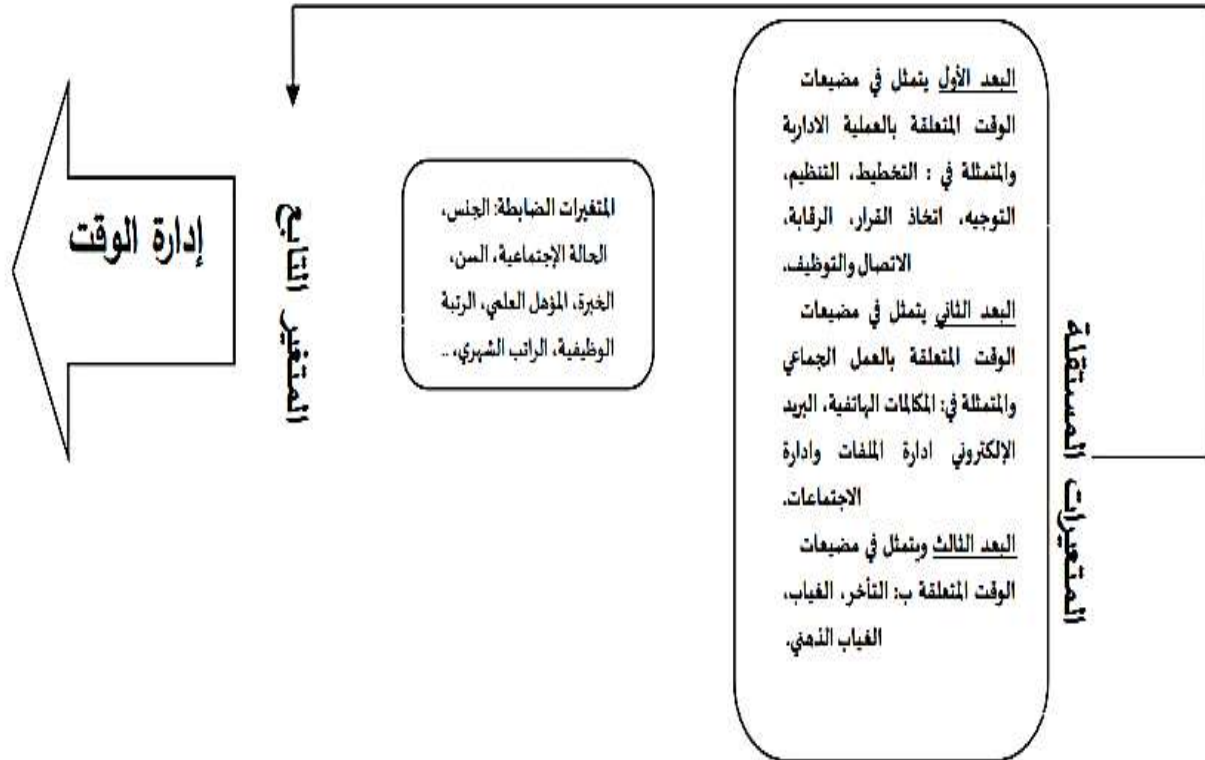 المتعيرات المستقلة
البعد الأول يتمثل في مضيعات
الوقت المتعلقة بالعملية الادارية
والمتمثلة في : التخطيط، التنظيم،
التوجيه، اتخاذ القرار، الرقابة،
الاتصال والتوظيف.
البعد الثاني يتمثل في مضيعات
الوقت المتعلقة بالعمل الجماعي
والمتمثلة في: المكالمات الهاتفية، البريد
الإلكتروني ادارة الملفات وادارة
الاجتماعات.
البعد الثالث ويتمثل في مضيعات
الوقت المتعلقة ب: التأخر، الغياب،
الغياب الذهني.
المتغيرات الضابطة: الجنس،
الحالة الإجتماعية، السن،
الخبرة، المؤهل العلمي، الرتبة
الوظيفية، الراتب الشهري، ..
المتغير التابع
إدارة الوقت